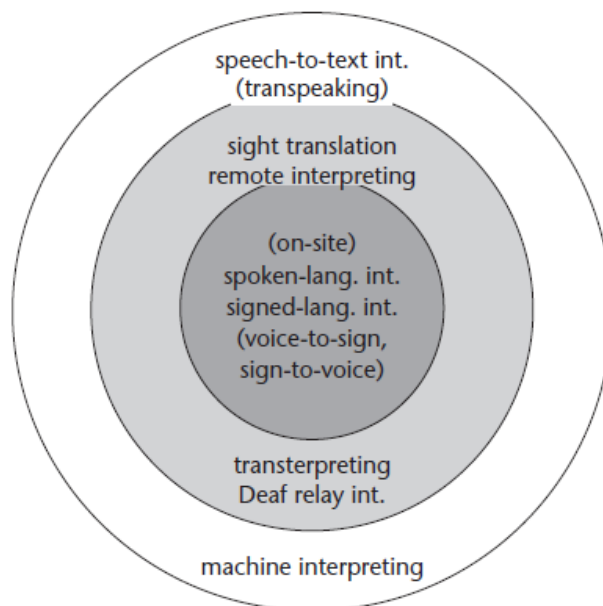 speech-to-text int.
(transpeaking)
sight translation
remote interpreting
(on-site)
spoken-lang. int.
signed-lang. int.
(voice-to-sign,
sign-to-voice)
transterpreting
Deaf relay int.
machine interpreting